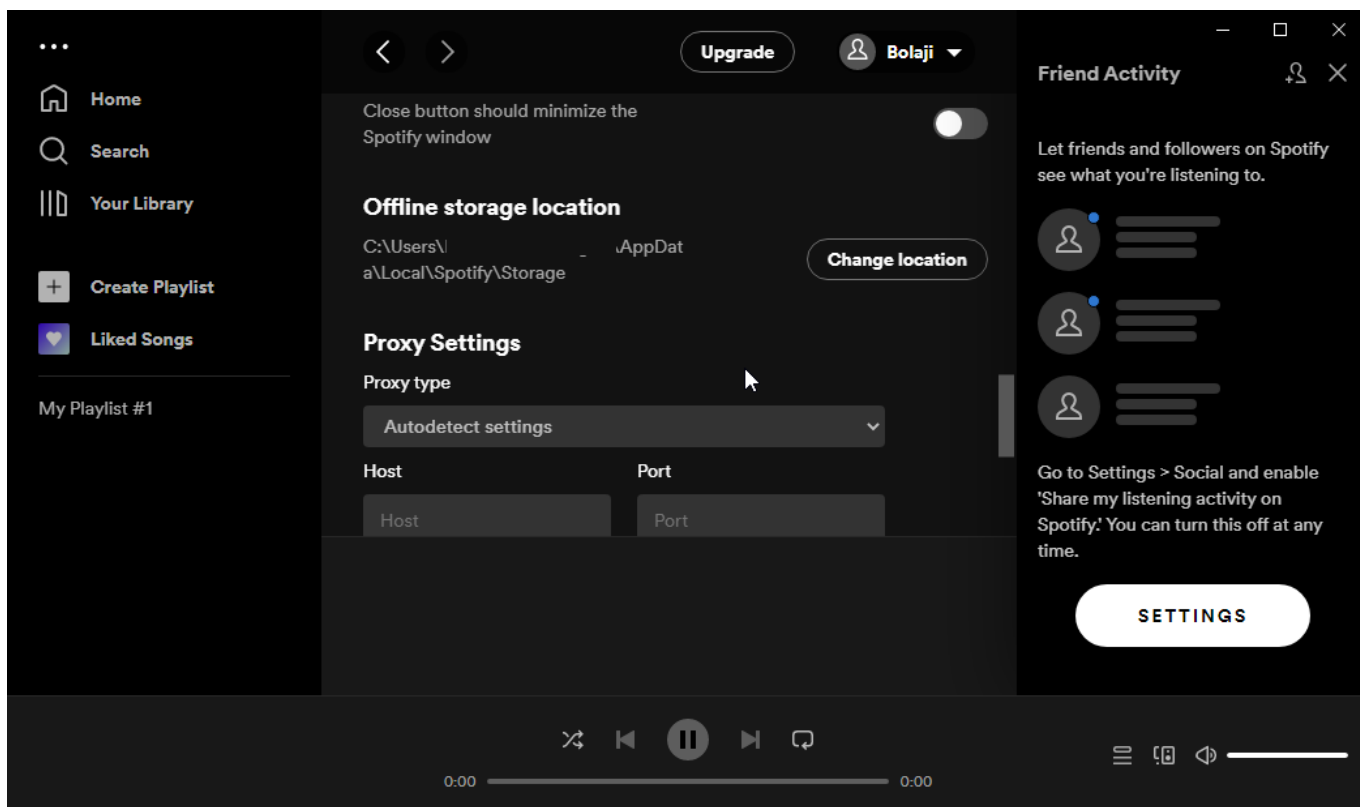 Home
Search
Your Library
Create Playlist
Liked Songs
My Playlist #1
Upgrade
Bolaji
Close button should minimize the
Spotify window
Offline storage location
C:\Users\
\AppDat
a\Local\Spotify\Storage
Change location
Proxy Settings
Proxy type
Autodetect settings
Host
Port
Host
Port
Friend Activity
Let friends and followers on Spotify
see what you're listening to.
Go to Settings > Social and enable
'Share my listening activity on
Spotify.' You can turn this off at any
time.
SETTINGS
0:00
0:00